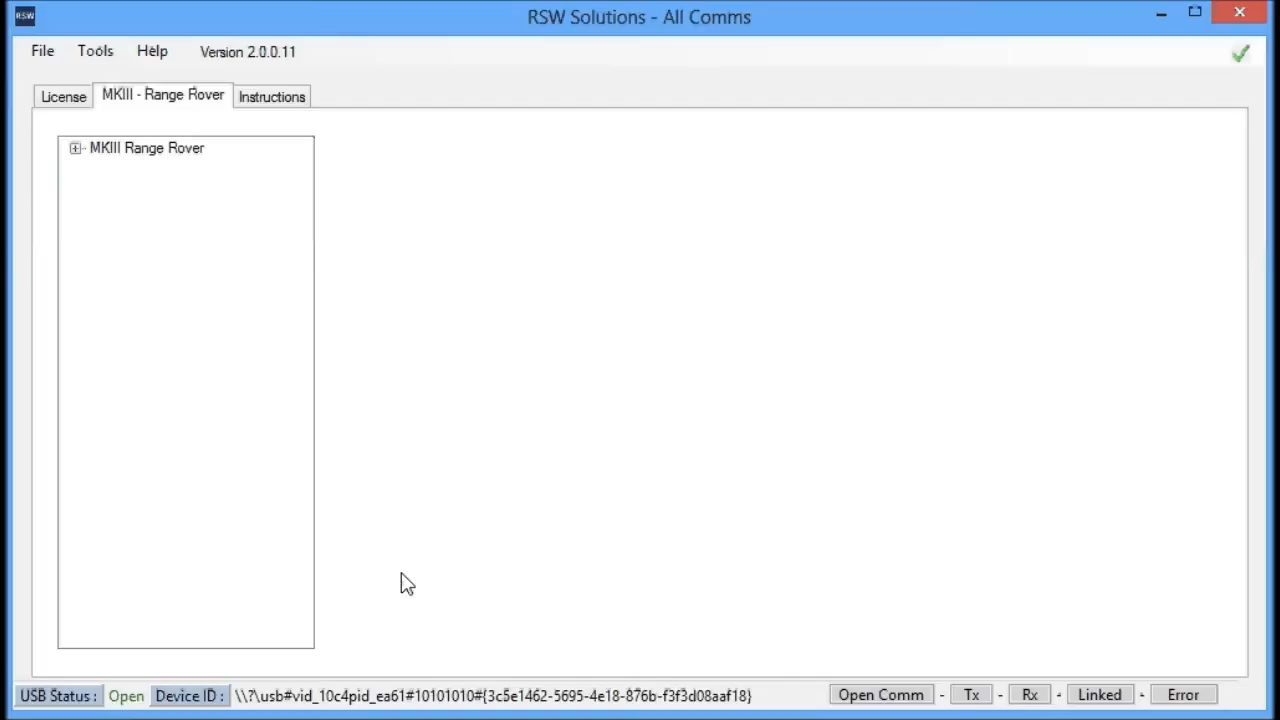 RSW
RSW Solutions - All Comms
File Tools Help Version 2.0.0.11
License MKIII - Range Rover Instructions
MKIII Range Rover
USB Status : Open Device ID : \\?\usb#vid_10c4pid_ea61#10101010#{3c5e1462-5695-4e18-876b-f3f3d08aaf18} Open Comm - Tx - Rx - Linked - Error